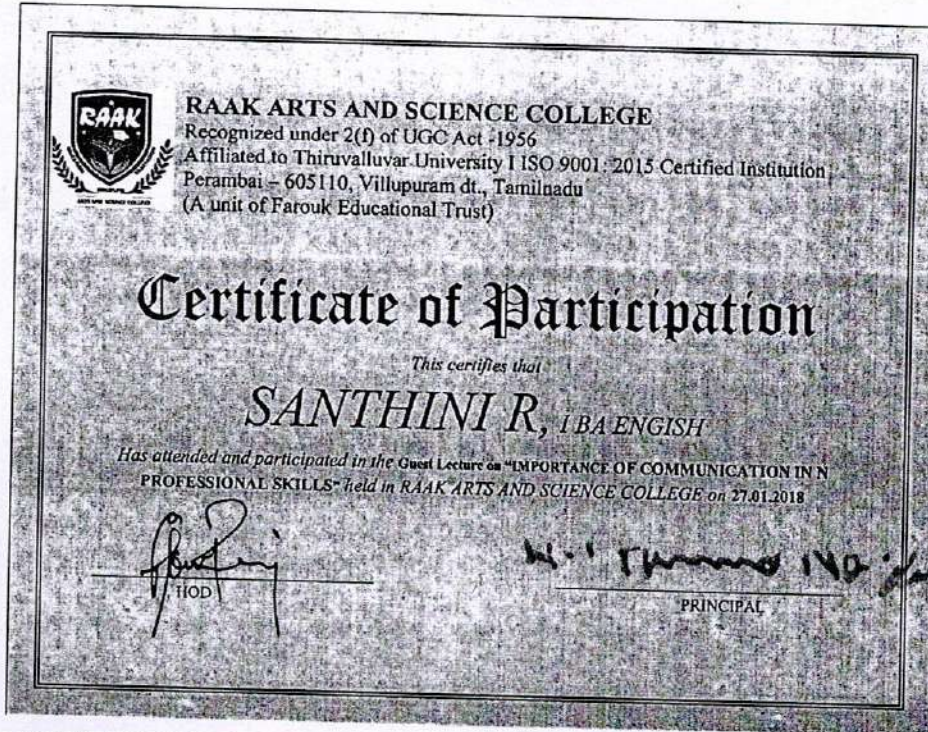 RAAK
RAAK ARTS AND SCIENCE COLLEGE
Recognized under 2(f) of UGC Act -1956
Affiliated to Thiruvalluvar University I ISO 9001: 2015 Certified Institution
Perambai – 605110, Villupuram dt., Tamilnadu
(A unit of Farouk Educational Trust)
Certificate of Participation
This certifies that
SANTHINI R, I BA ENGISH
Has attended and participated in the Guest Lecture on "IMPORTANCE OF COMMUNICATION IN N
PROFESSIONAL SKILLS" held in RAAK ARTS AND SCIENCE COLLEGE on 27.01.2018
HOD
PRINCIPAL